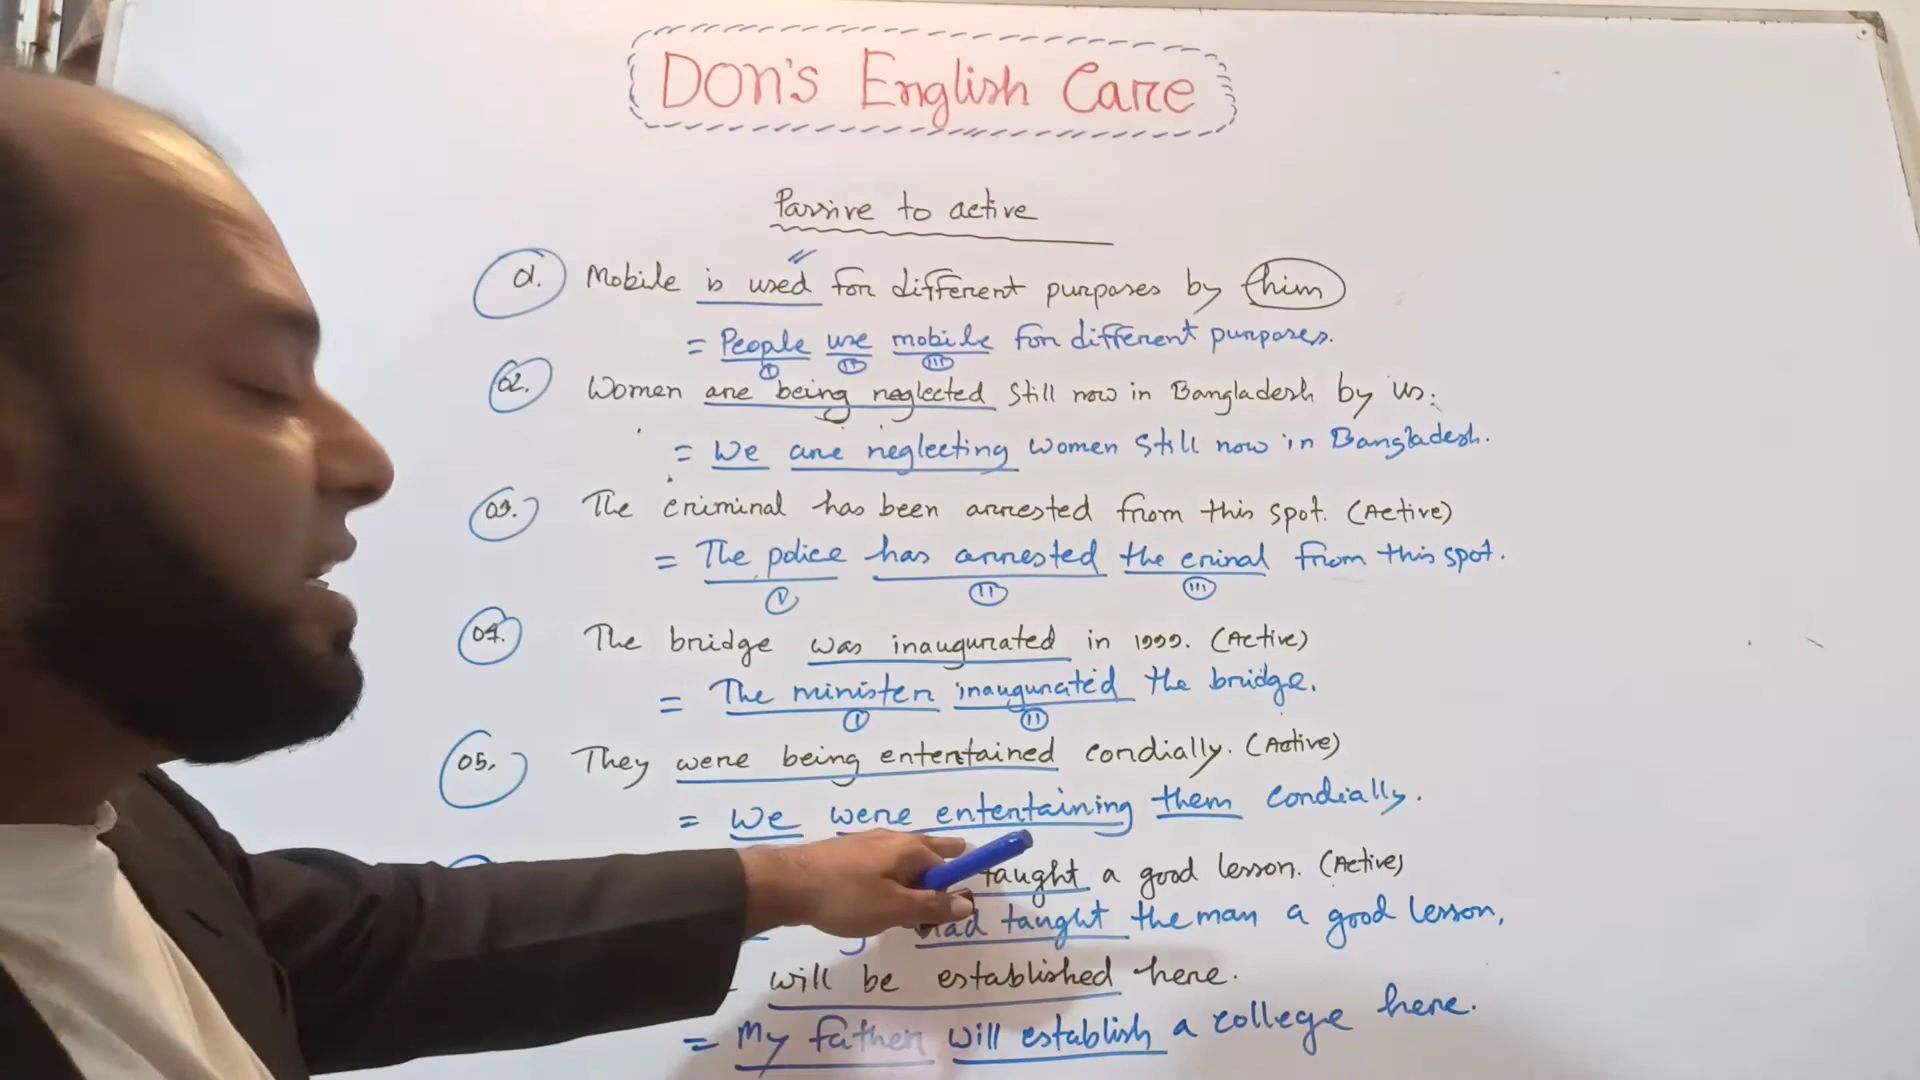 Don's English Care
Passive to active
01. Mobile is used for different purposes by him
= People use mobile for different purposes.
I II III
02. Women are being neglected still now in Bangladesh by us.
= We are neglecting women still now in Bangladesh.
03. The criminal has been arrested from this spot. (Active)
= The police has arrested the crinal from this spot.
I II III
04. The bridge was inaugurated in 1999. (Active)
= The minister inaugurated the bridge.
I II
05. They were being entertained cordially. (Active)
= We were entertaining them cordially.
taught a good lesson. (Active)
had taught the man a good lesson,
will be established here.
= My father will establish a college here.